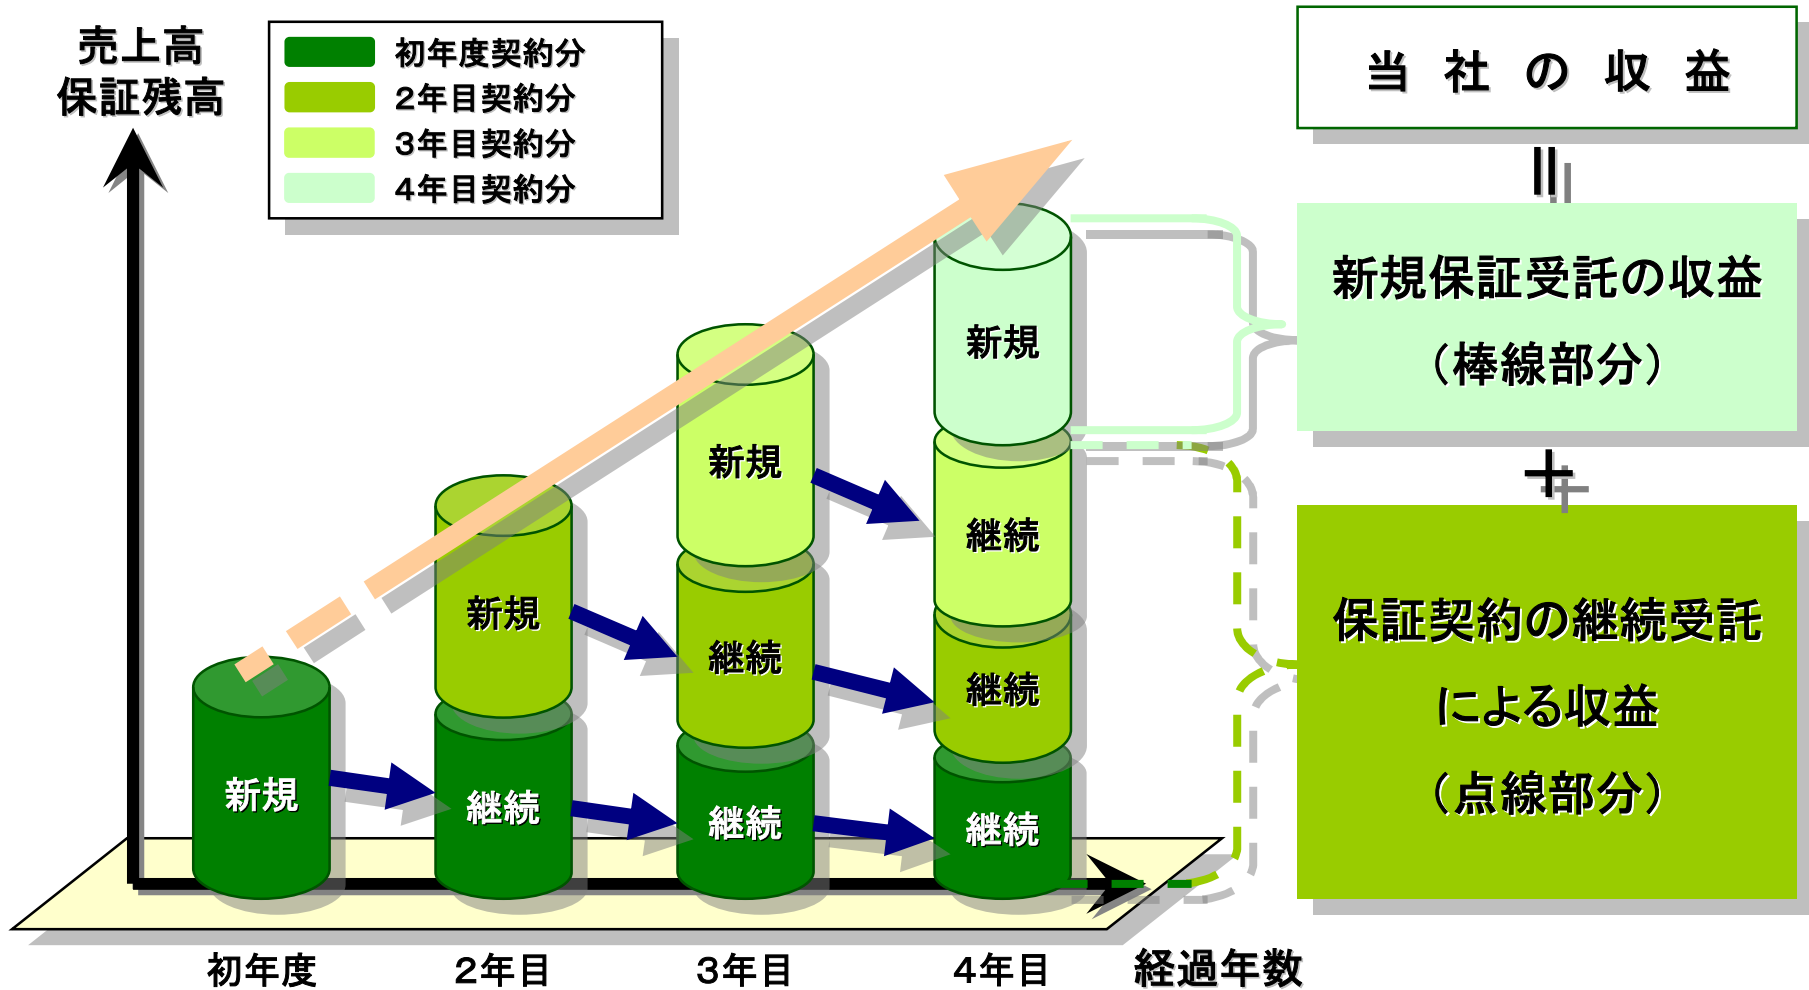 売上高
保証残高
初年度契約分
2年目契約分
3年目契約分
4年目契約分
新規
新規
継続
新規
継続
継続
新規
継続
継続
継続
初年度
2年目
3年目
4年目
経過年数
当社の収益
=
新規保証受託の収益
（棒線部分）
+
保証契約の継続受託
による収益
（点線部分）